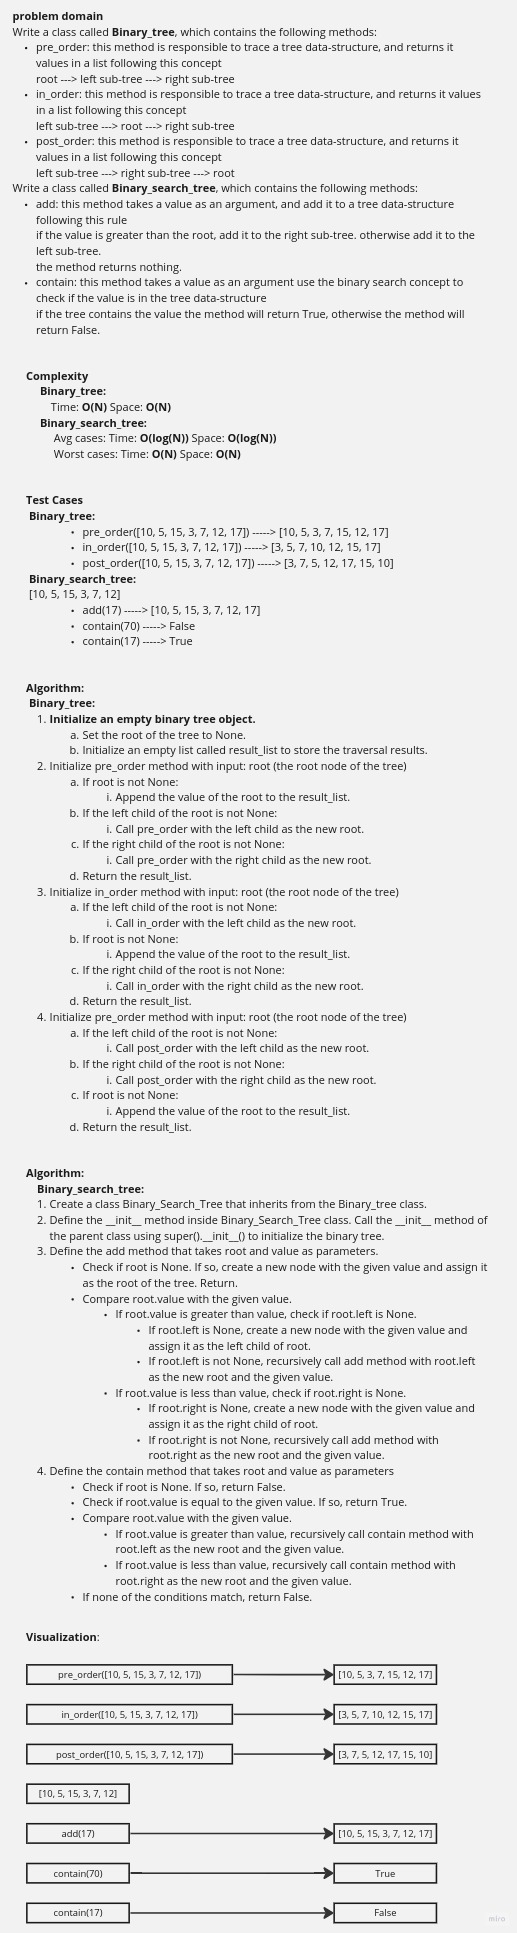 problem domain
Write a class called Binary_tree, which contains the following methods:
• pre_order: this method is responsible to trace a tree data-structure, and returns it
values in a list following this concept
root ---> left sub-tree ---> right sub-tree
• in_order: this method is responsible to trace a tree data-structure, and returns it values
in a list following this concept
left sub-tree ---> root ---> right sub-tree
• post_order: this method is responsible to trace a tree data-structure, and returns it
values in a list following this concept
left sub-tree ---> right sub-tree ---> root
Write a class called Binary_search_tree, which contains the following methods:
• add: this method takes a value as an argument, and add it to a tree data-structure
following this rule
if the value is greater than the root, add it to the right sub-tree. otherwise add it to the
left sub-tree.
the method returns nothing.
• contain: this method takes a value as an argument use the binary search concept to
check if the value is in the tree data-structure
if the tree contains the value the method will return True, otherwise the method will
return False.
Complexity
Binary_tree:
Time: O(N) Space: O(N)
Binary_search_tree:
Avg cases: Time: O(log(N)) Space: O(log(N))
Worst cases: Time: O(N) Space: O(N)
Test Cases
Binary_tree:
• pre_order([10, 5, 15, 3, 7, 12, 17]) -----> [10, 5, 3, 7, 15, 12, 17]
• in_order([10, 5, 15, 3, 7, 12, 17]) -----> [3, 5, 7, 10, 12, 15, 17]
• post_order([10, 5, 15, 3, 7, 12, 17]) -----> [3, 7, 5, 12, 17, 15, 10]
Binary_search_tree:
[10, 5, 15, 3, 7, 12]
• add(17) -----> [10, 5, 15, 3, 7, 12, 17]
• contain(70) -----> False
• contain(17) -----> True
Algorithm:
Binary_tree:
1. Initialize an empty binary tree object.
a. Set the root of the tree to None.
b. Initialize an empty list called result_list to store the traversal results.
2. Initialize pre_order method with input: root (the root node of the tree)
a. If root is not None:
i. Append the value of the root to the result_list.
b. If the left child of the root is not None:
i. Call pre_order with the left child as the new root.
c. If the right child of the root is not None:
i. Call pre_order with the right child as the new root.
d. Return the result_list.
3. Initialize in_order method with input: root (the root node of the tree)
a. If the left child of the root is not None:
i. Call in_order with the left child as the new root.
b. If root is not None:
i. Append the value of the root to the result_list.
c. If the right child of the root is not None:
i. Call in_order with the right child as the new root.
d. Return the result_list.
4. Initialize pre_order method with input: root (the root node of the tree)
a. If the left child of the root is not None:
i. Call post_order with the left child as the new root.
b. If the right child of the root is not None:
i. Call post_order with the right child as the new root.
c. If root is not None:
i. Append the value of the root to the result_list.
d. Return the result_list.
Algorithm:
Binary_search_tree:
1. Create a class Binary_Search_Tree that inherits from the Binary_tree class.
2. Define the __init__ method inside Binary_Search_Tree class. Call the __init__ method of
the parent class using super().__init__() to initialize the binary tree.
3. Define the add method that takes root and value as parameters.
• Check if root is None. If so, create a new node with the given value and assign it
as the root of the tree. Return.
• Compare root.value with the given value.
• If root.value is greater than value, check if root.left is None.
• If root.left is None, create a new node with the given value and
assign it as the left child of root.
• If root.left is not None, recursively call add method with root.left
as the new root and the given value.
• If root.value is less than value, check if root.right is None.
• If root.right is None, create a new node with the given value and
assign it as the right child of root.
• If root.right is not None, recursively call add method with
root.right as the new root and the given value.
4. Define the contain method that takes root and value as parameters
• Check if root is None. If so, return False.
• Check if root.value is equal to the given value. If so, return True.
• Compare root.value with the given value.
• If root.value is greater than value, recursively call contain method with
root.left as the new root and the given value.
• If root.value is less than value, recursively call contain method with
root.right as the new root and the given value.
• If none of the conditions match, return False.
Visualization:
pre_order([10, 5, 15, 3, 7, 12, 17]) [10, 5, 3, 7, 15, 12, 17]
in_order([10, 5, 15, 3, 7, 12, 17]) [3, 5, 7, 10, 12, 15, 17]
post_order([10, 5, 15, 3, 7, 12, 17]) [3, 7, 5, 12, 17, 15, 10]
[10, 5, 15, 3, 7, 12]
add(17) [10, 5, 15, 3, 7, 12, 17]
contain(70) True
contain(17) False
miro